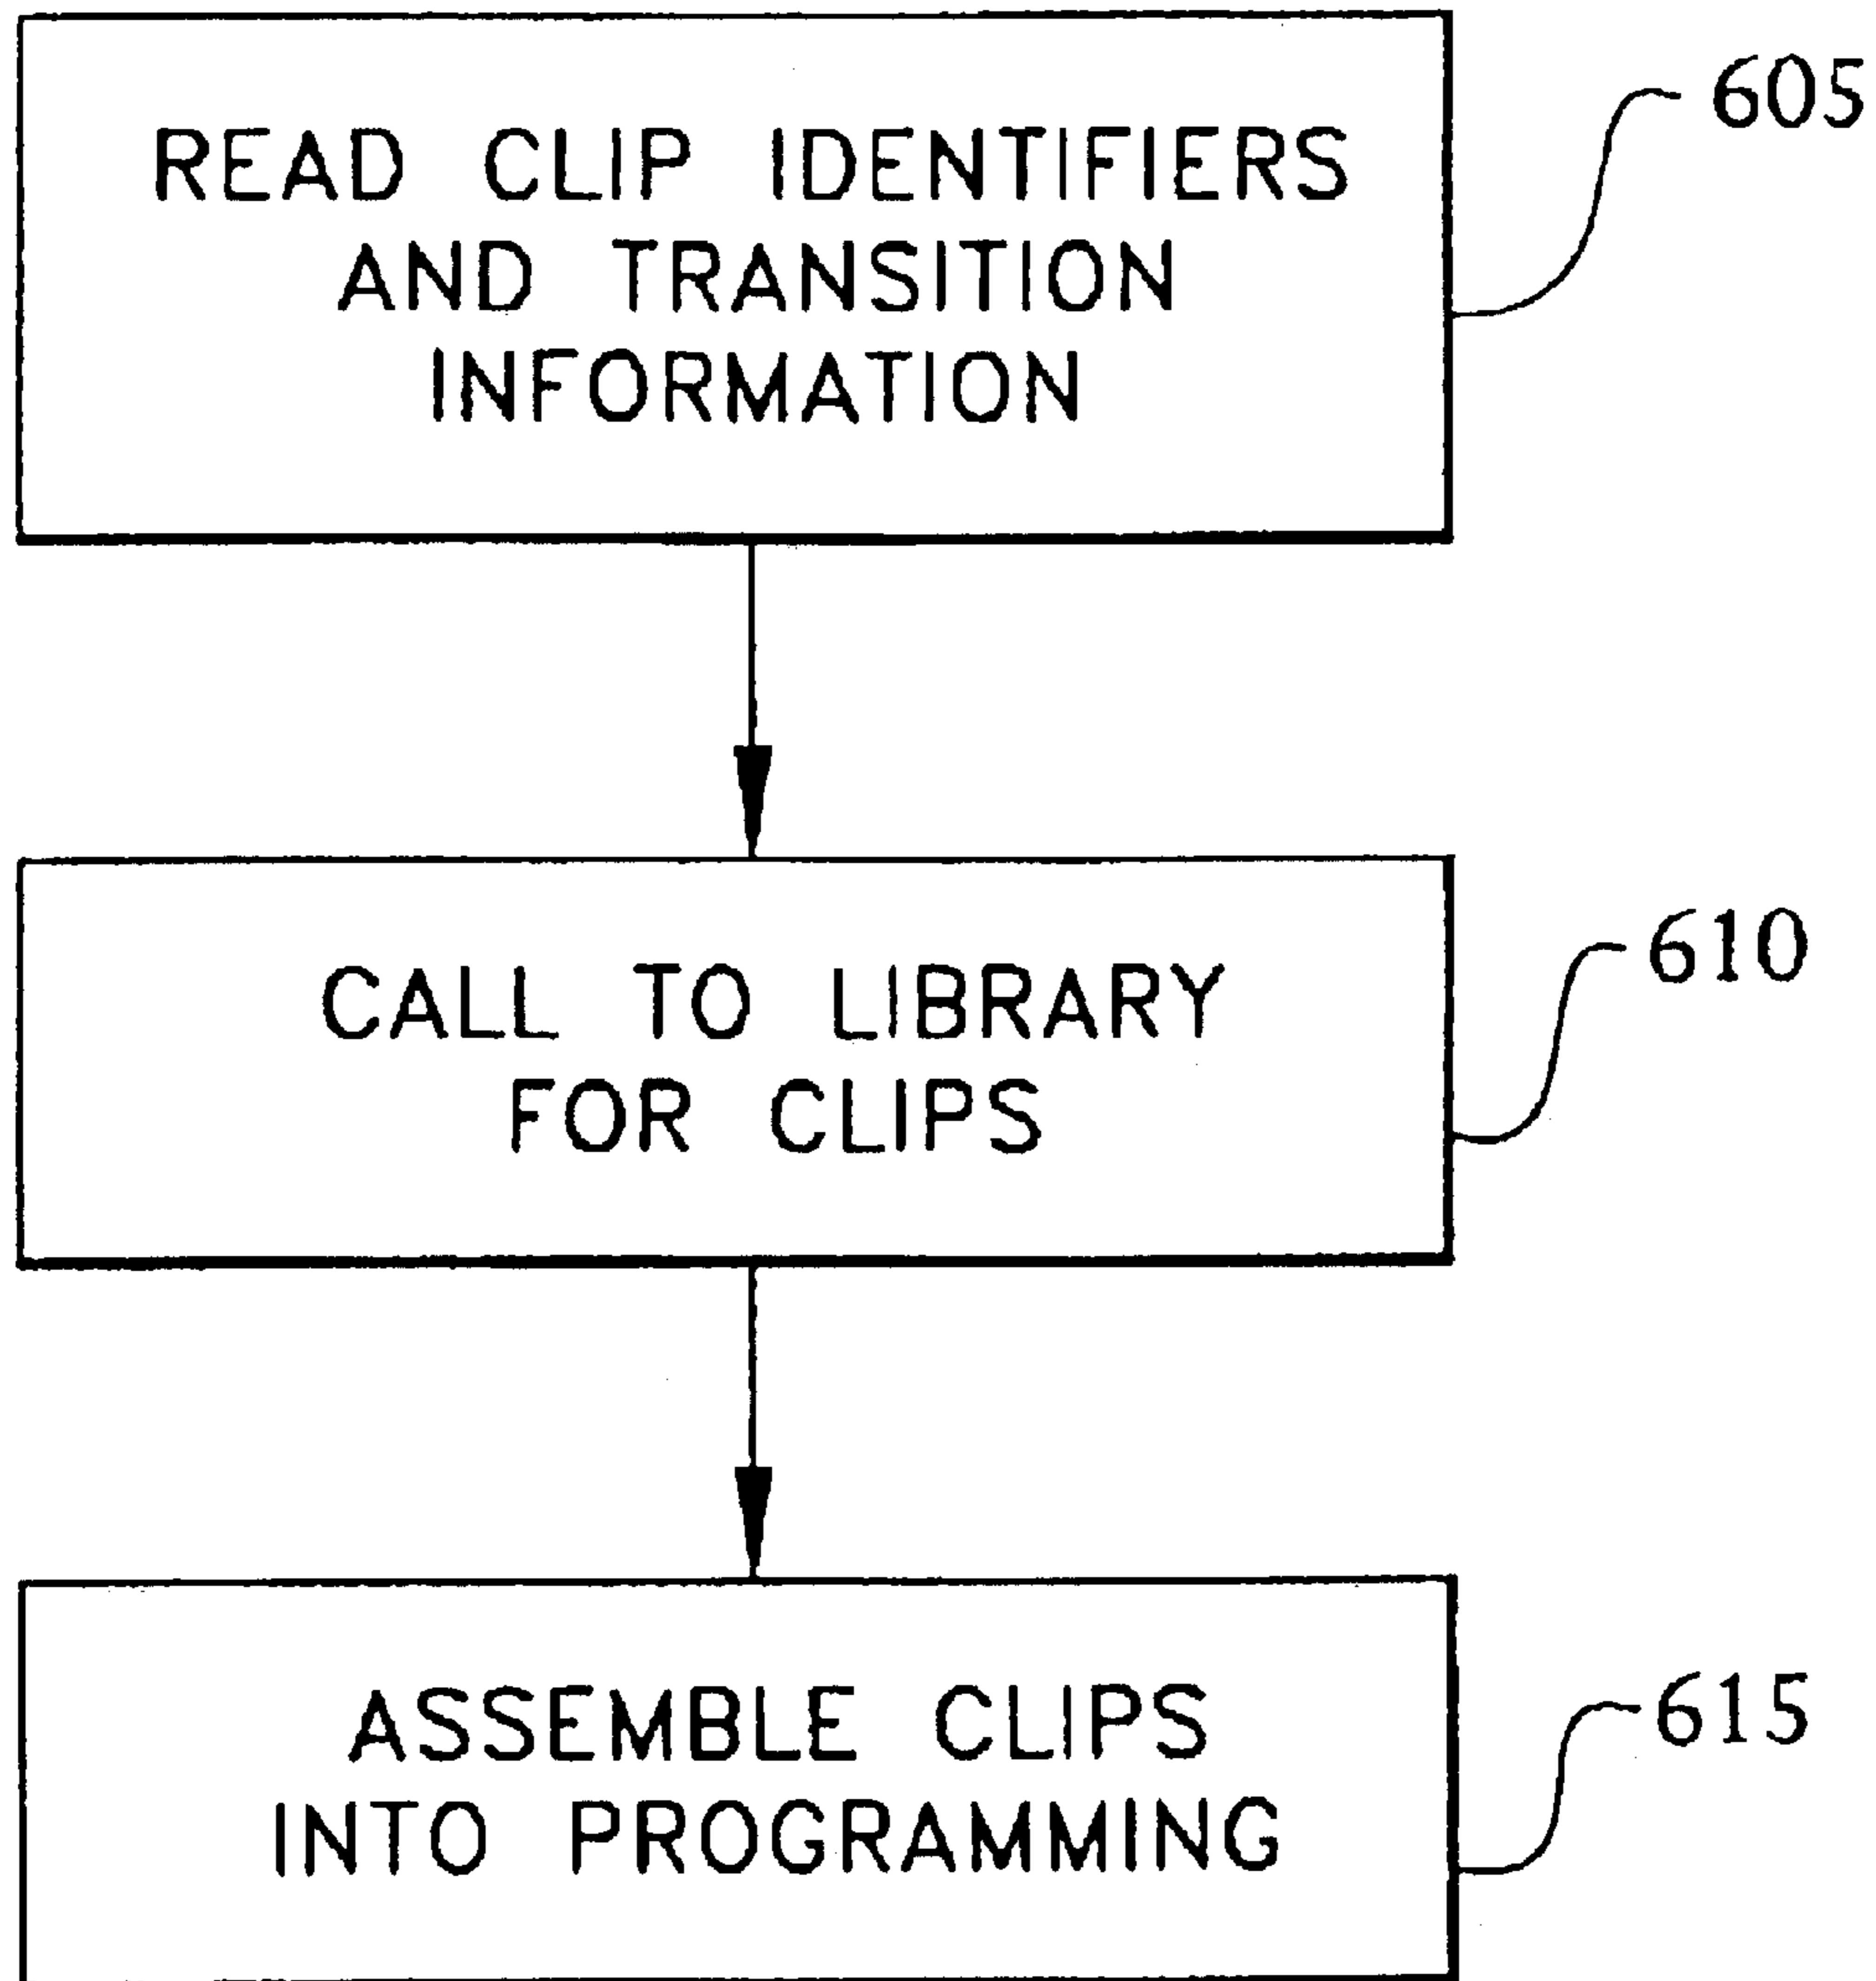 READ CLIP IDENTIFIERS
AND TRANSITION
INFORMATION
605
CALL TO LIBRARY
FOR CLIPS
610
ASSEMBLE CLIPS
INTO PROGRAMMING
615